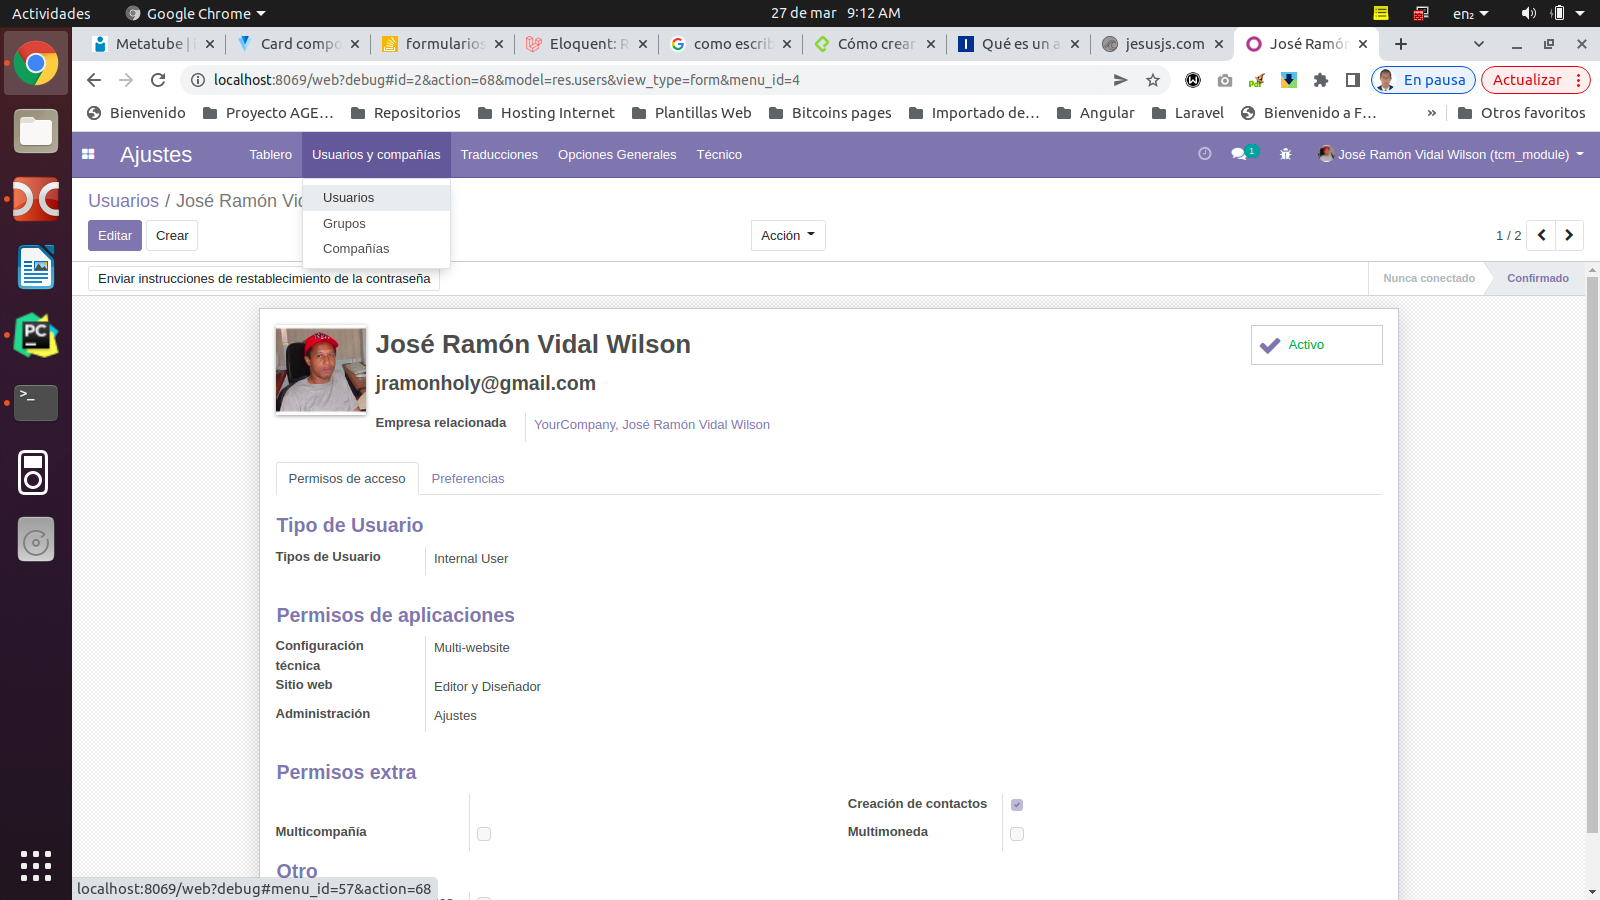 Actividades
Google Chrome
27 de mar 9:12 AM
en₂
Metatube |
Card compo
formularios
Eloquent: R
como escrib
Cómo crear
Qué es un a
jesusjs.com
José Ramón
localhost:8069/web?debug#id=2&action=68&model=res.users&view_type=form&menu_id=4
En pausa
Actualizar
Bienvenido
Proyecto AGE...
Repositorios
Hosting Internet
Plantillas Web
Bitcoins pages
Importado de...
Angular
Laravel
Bienvenido a F...
»
Otros favoritos
Ajustes
Tablero
Usuarios y compañías
Traducciones
Opciones Generales
Técnico
1
José Ramón Vidal Wilson (tcm_module)
Usuarios / José Ramón Vid
Usuarios
Grupos
Compañías
Editar
Crear
Acción
1 / 2
Enviar instrucciones de restablecimiento de la contraseña
Nunca conectado
Confirmado
José Ramón Vidal Wilson
Activo
jramonholy@gmail.com
Empresa relacionada
YourCompany, José Ramón Vidal Wilson
Permisos de acceso
Preferencias
Tipo de Usuario
Tipos de Usuario
Internal User
Permisos de aplicaciones
Configuración técnica
Multi-website
Sitio web
Editor y Diseñador
Administración
Ajustes
Permisos extra
Creación de contactos
Multicompañía
Multimoneda
Otro
localhost:8069/web?debug#menu_id=57&action=68